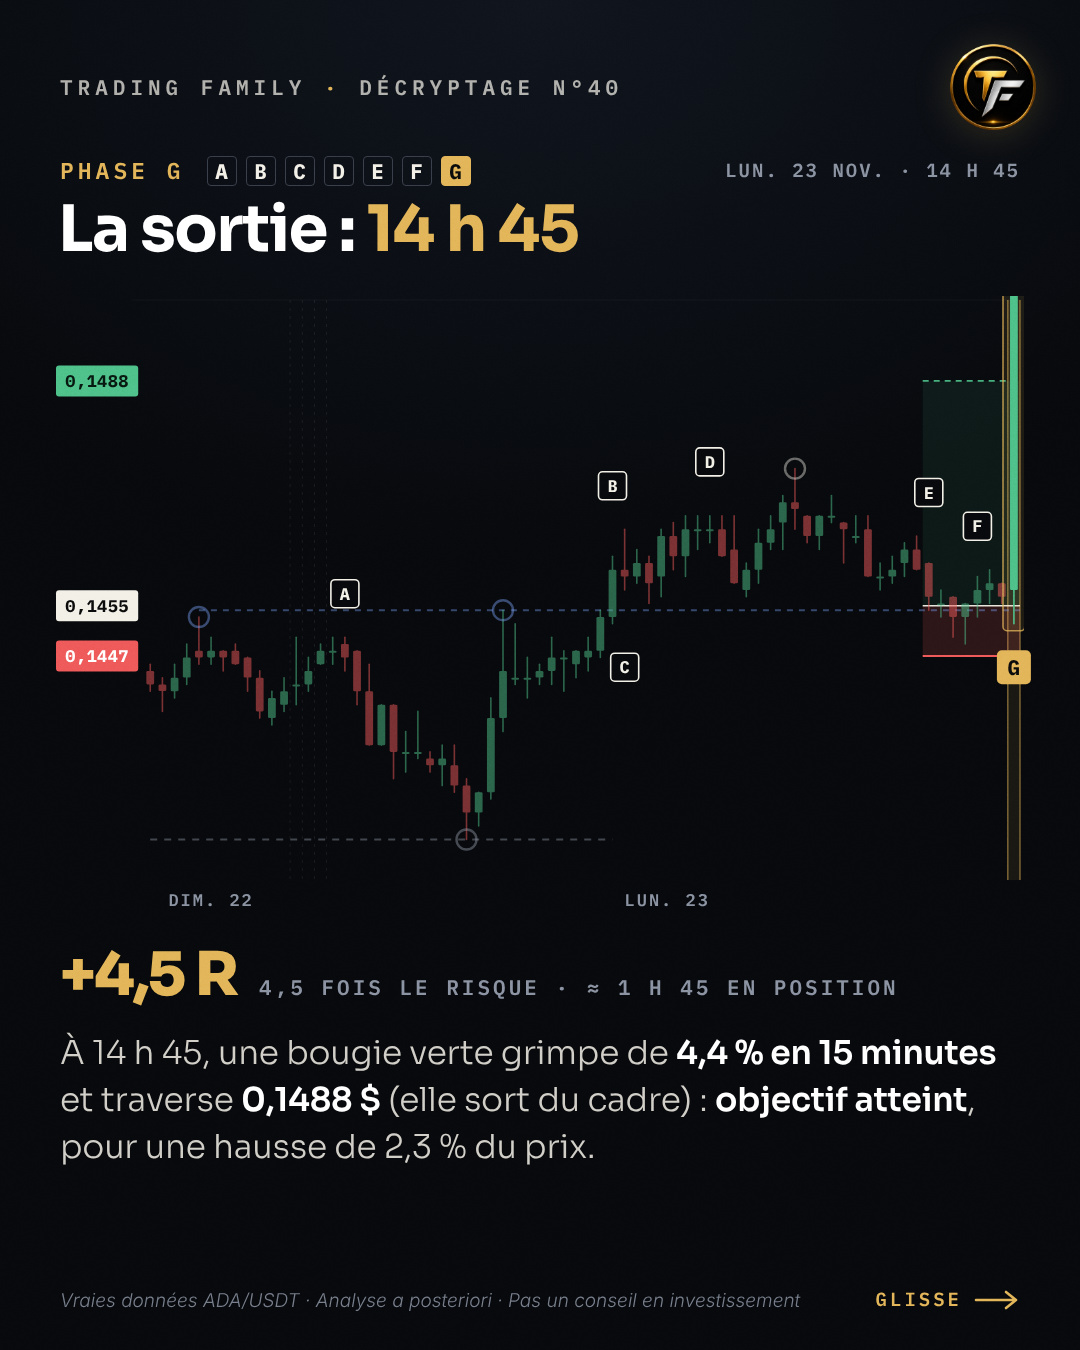 TRADING FAMILY · DÉCRYPTAGE N°40
TF
PHASE G A B C D E F G
LUN. 23 NOV. · 14 H 45
La sortie : 14 h 45
0,1488
B
D
E
F
A
0,1455
0,1447
C
G
DIM. 22
LUN. 23
+4,5 R 4,5 FOIS LE RISQUE · ≈ 1 H 45 EN POSITION
À 14 h 45, une bougie verte grimpe de 4,4 % en 15 minutes
et traverse 0,1488 $ (elle sort du cadre) : objectif atteint,
pour une hausse de 2,3 % du prix.
Vraies données ADA/USDT · Analyse a posteriori · Pas un conseil en investissement
GLISSE →